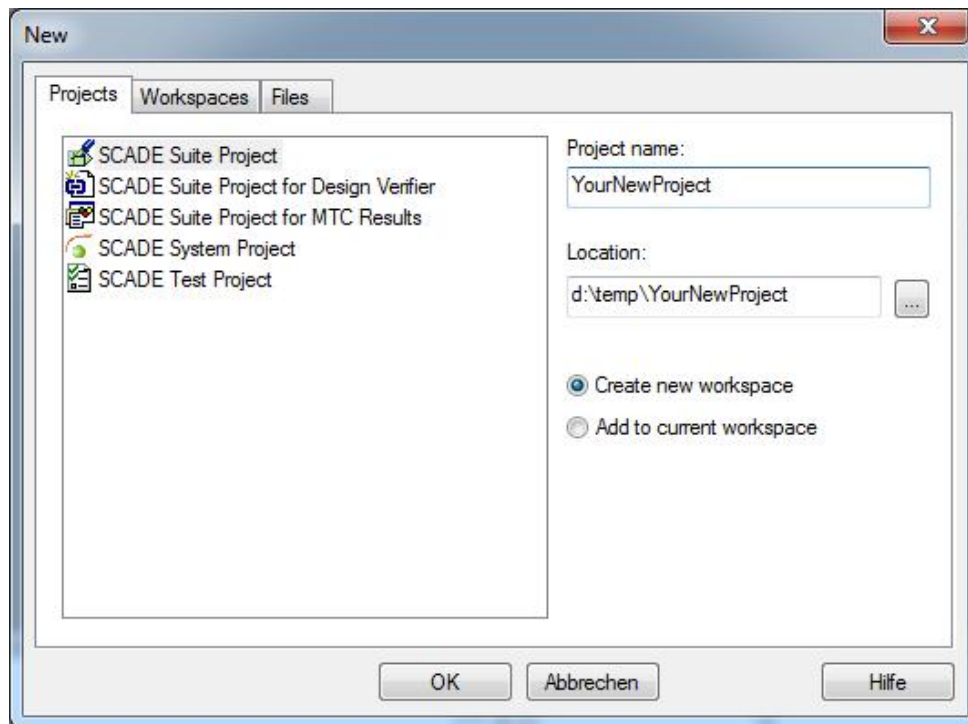 New
Projects Workspaces Files
SCADE Suite Project
SCADE Suite Project for Design Verifier
SCADE Suite Project for MTC Results
SCADE System Project
SCADE Test Project
Project name:
YourNewProject
Location:
d:\temp\YourNewProject
...
Create new workspace
Add to current workspace
OK Abbrechen Hilfe